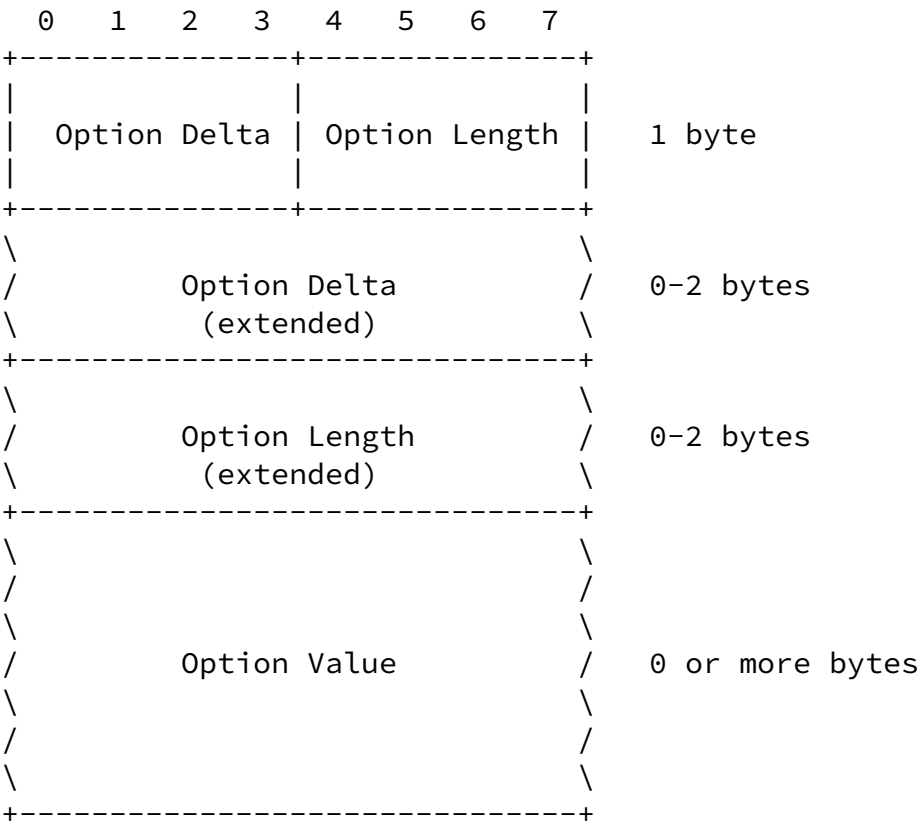 0 1 2 3 4 5 6 7
Option Delta Option Length 1 byte
Option Delta 0-2 bytes
(extended)
Option Length 0-2 bytes
(extended)
Option Value 0 or more bytes